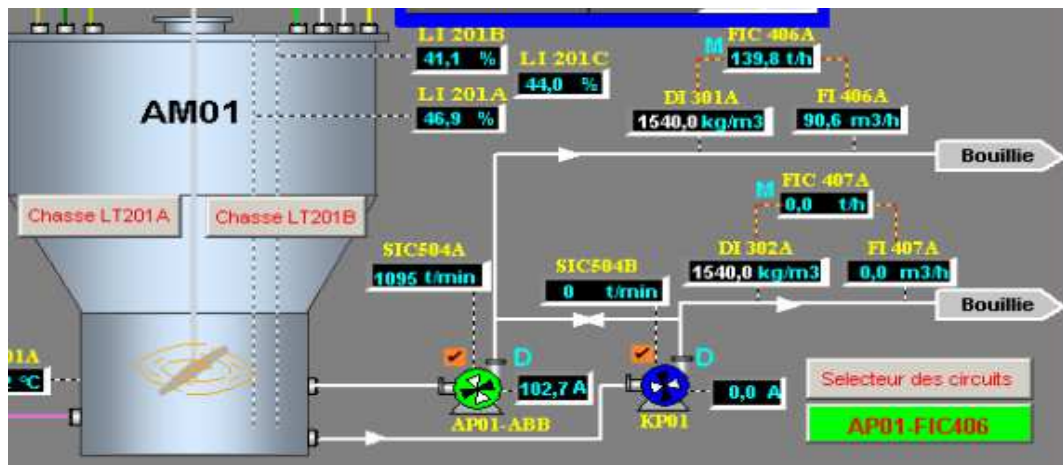 LI 201B
41,1 %
LI 201C
44,0 %
LI 201A
46,9 %
AM01
M
FIC 406A
139,8 t/h
DI 301A
1540,0 kg/m3
FI 406A
90,6 m3/h
Bouillie
M
FIC 407A
0,0 t/h
DI 302A
1540,0 kg/m3
FI 407A
0,0 m3/h
Bouillie
Chasse LT201A
Chasse LT201B
SIC504A
1095 t/min
SIC504B
0 t/min
01A
°C
D
102,7 A
AP01-ABB
D
0,0 A
KP01
Selecteur des circuits
AP01-FIC406